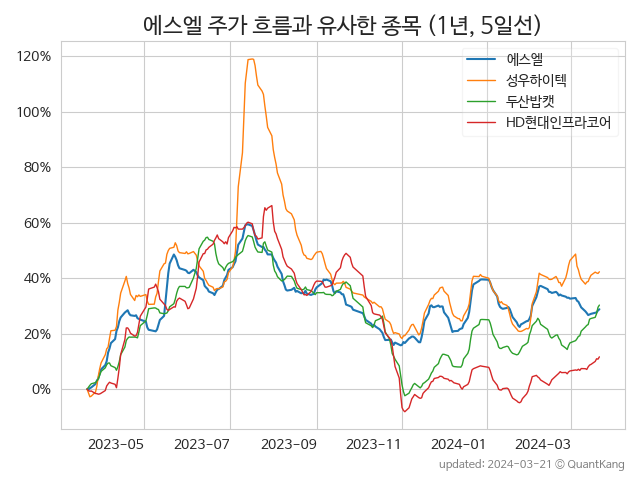 에스엘 주가 흐름과 유사한 종목 (1년, 5일선)
에스엘
성우하이텍
두산밥캣
HD현대인프라코어
120%
100%
80%
60%
40%
20%
0%
2023-05 2023-07 2023-09 2023-11 2024-01 2024-03
updated: 2024-03-21 © QuantKang